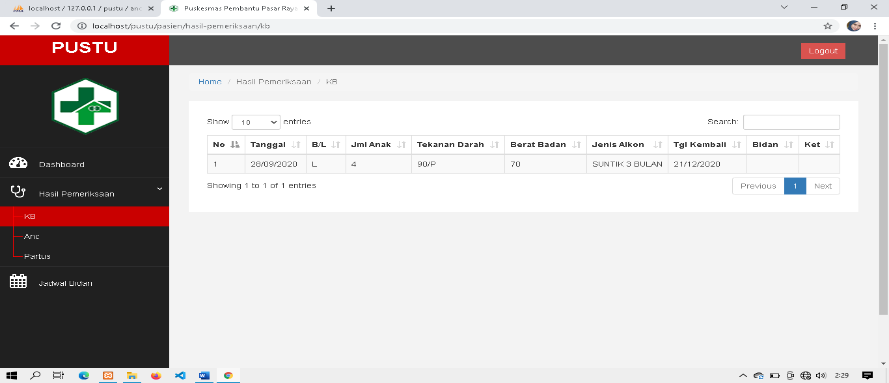 localhost / 127.0.0.1 / pustu / anc
Puskesmas Pembantu Pasar Raya
localhost/pustu/pasien/hasil-pemeriksaan/kb
PUSTU
Logout
Home / Hasil Pemeriksaan / KB
Show 10 entries
Search:
No Tanggal B/L Jml Anak Tekanan Darah Berat Badan Jenis Alkon Tgl Kembali Bidan Ket
1 28/09/2020 L 4 90/P 70 SUNTIK 3 BULAN 21/12/2020
Showing 1 to 1 of 1 entries
Previous 1 Next
Dashboard
Hasil Pemeriksaan
KB
Anc
Partus
Jadwal Bidan
2:29